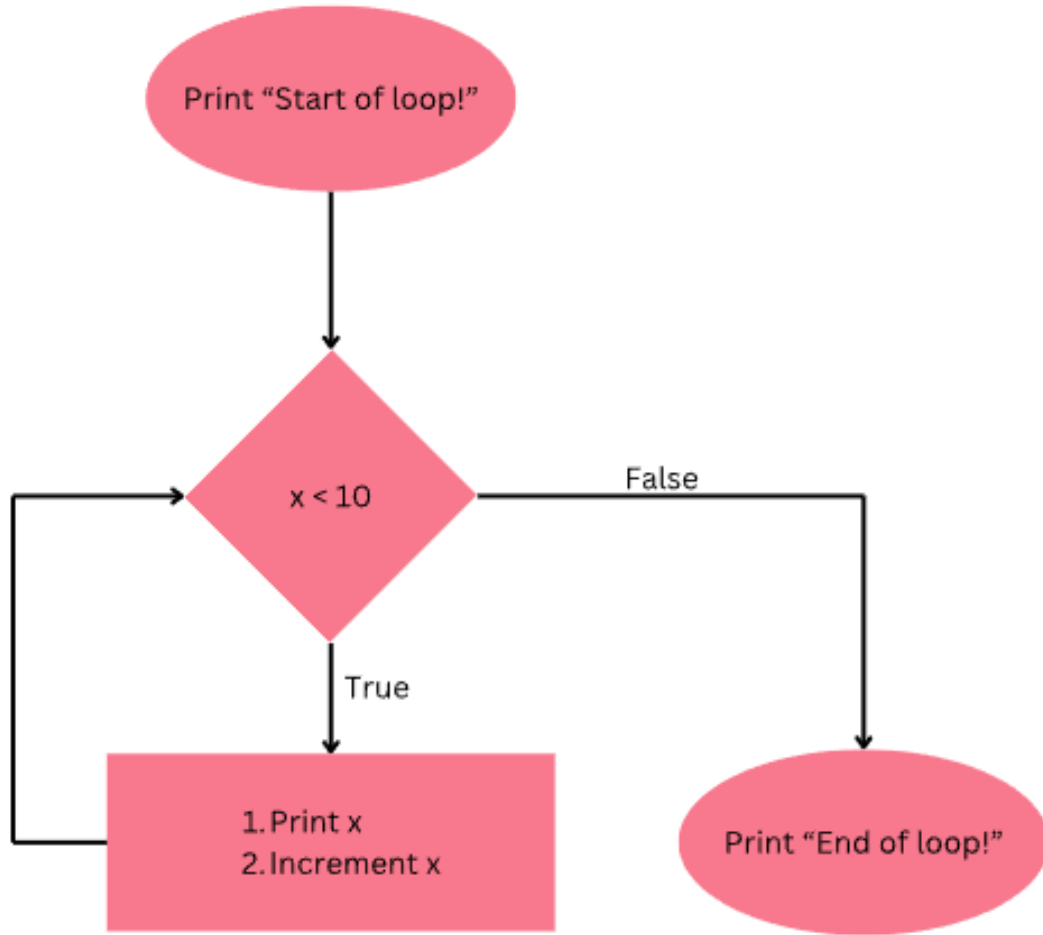 Print “Start of loop!”
x < 10
False
True
1. Print x
2. Increment x
Print “End of loop!”